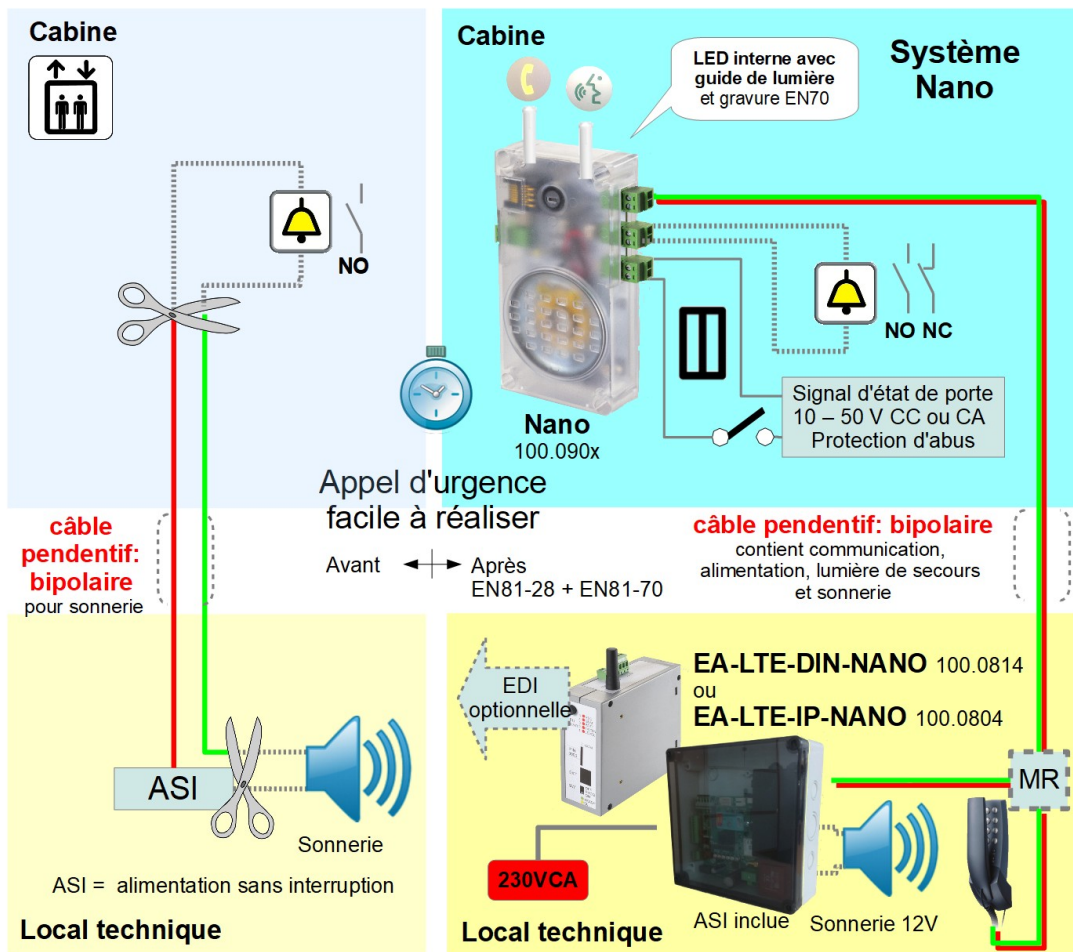 Cabine
NO
câble
pendentif:
bipolaire
pour sonnerie
ASI
Sonnerie
ASI = alimentation sans interruption
Local technique
Appel d'urgence
facile à réaliser
Avant
Après
EN81-28 + EN81-70
Cabine
LED interne avec
guide de lumière
et gravure EN70
Système
Nano
NO NC
Signal d'état de porte
10 – 50 V CC ou CA
Protection d'abus
Nano
100.090x
câble pendentif: bipolaire
contient communication,
alimentation, lumière de secours
et sonnerie
EDI
optionnelle
EA-LTE-DIN-NANO 100.0814
ou
EA-LTE-IP-NANO 100.0804
MR
230VCA
ASI inclue
Sonnerie 12V
Local technique